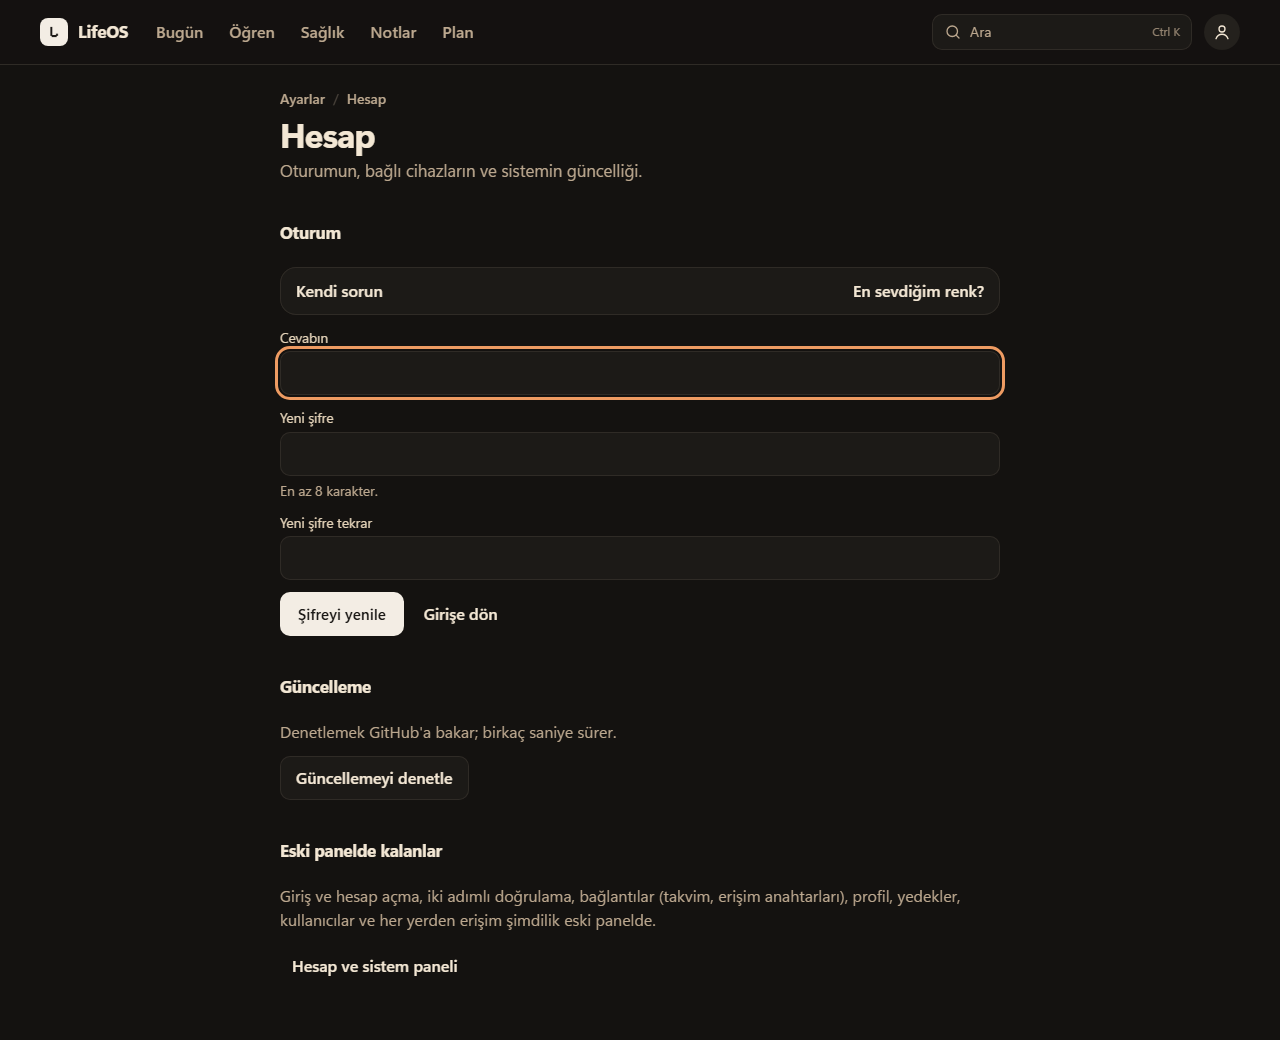 LifeOS
Bugün
Öğren
Sağlık
Notlar
Plan
Ara
Ctrl K
Ayarlar / Hesap
Hesap
Oturumun, bağlı cihazların ve sistemin güncelliği.
Oturum
Kendi sorun
En sevdiğim renk?
Cevabın
Yeni şifre
En az 8 karakter.
Yeni şifre tekrar
Şifreyi yenile
Girişe dön
Güncelleme
Denetlemek GitHub'a bakar; birkaç saniye sürer.
Güncellemeyi denetle
Eski panelde kalanlar
Giriş ve hesap açma, iki adımlı doğrulama, bağlantılar (takvim, erişim anahtarları), profil, yedekler,
kullanıcılar ve her yerden erişim şimdilik eski panelde.
Hesap ve sistem paneli